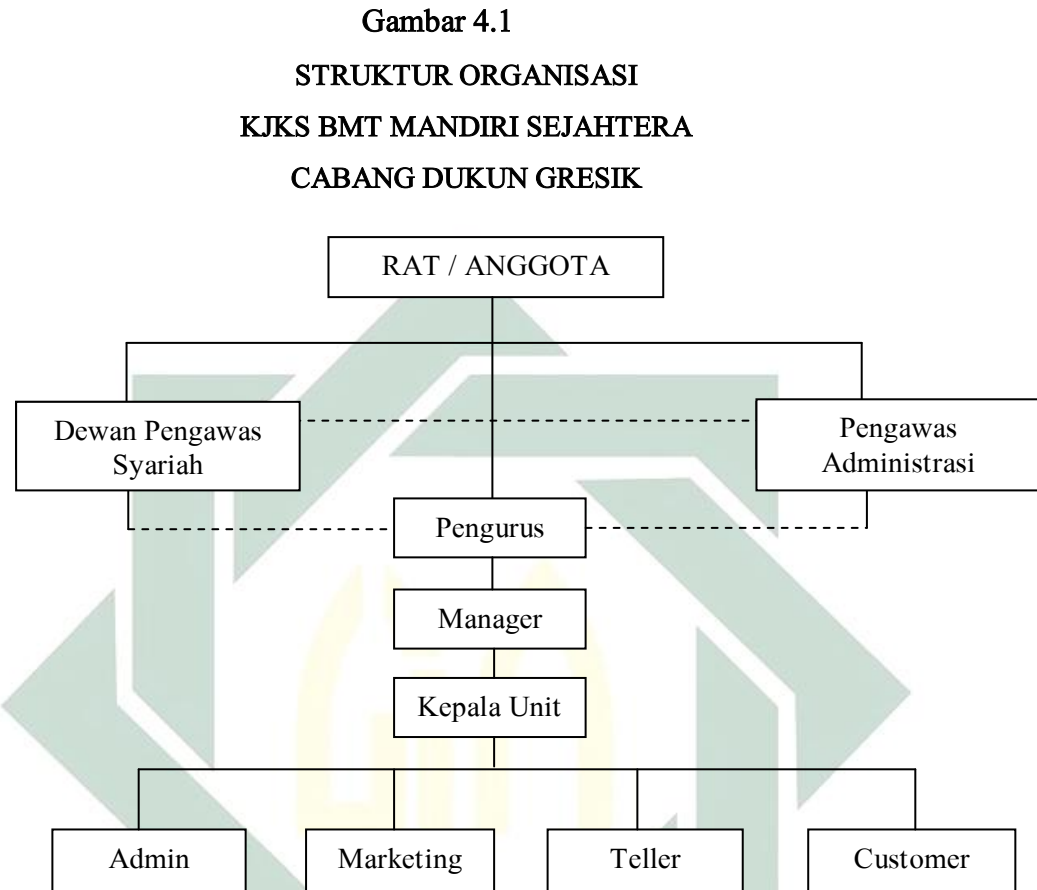 Gambar 4.1
STRUKTUR ORGANISASI
KJKS BMT MANDIRI SEJAHTERA
CABANG DUKUN GRESIK
RAT / ANGGOTA
Dewan Pengawas
Syariah
Pengawas
Administrasi
Pengurus
Manager
Kepala Unit
Admin
Marketing
Teller
Customer